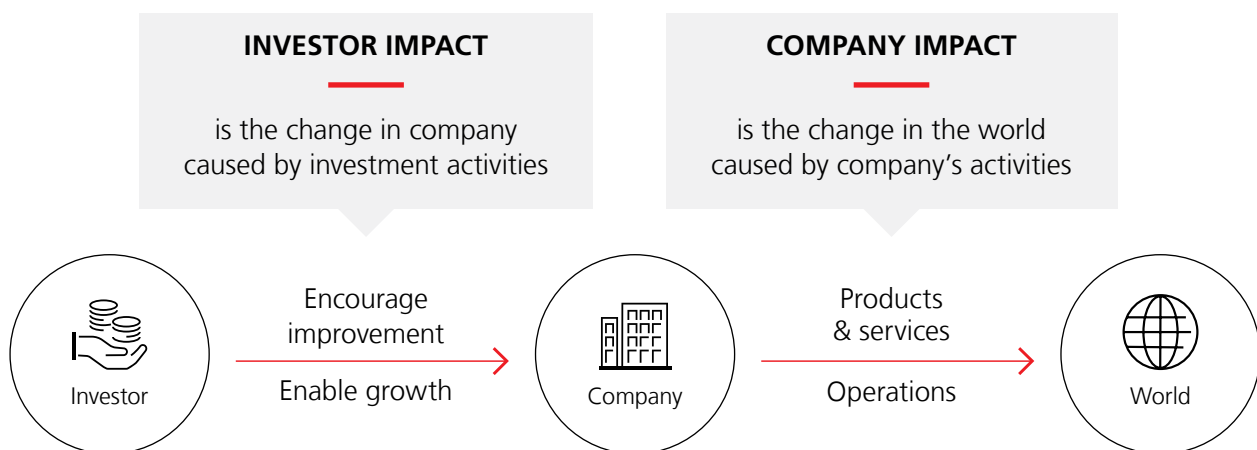 INVESTOR IMPACT
is the change in company
caused by investment activities
COMPANY IMPACT
is the change in the world
caused by company’s activities
Investor
Encourage
improvement
Enable growth
Company
Products
& services
Operations
World